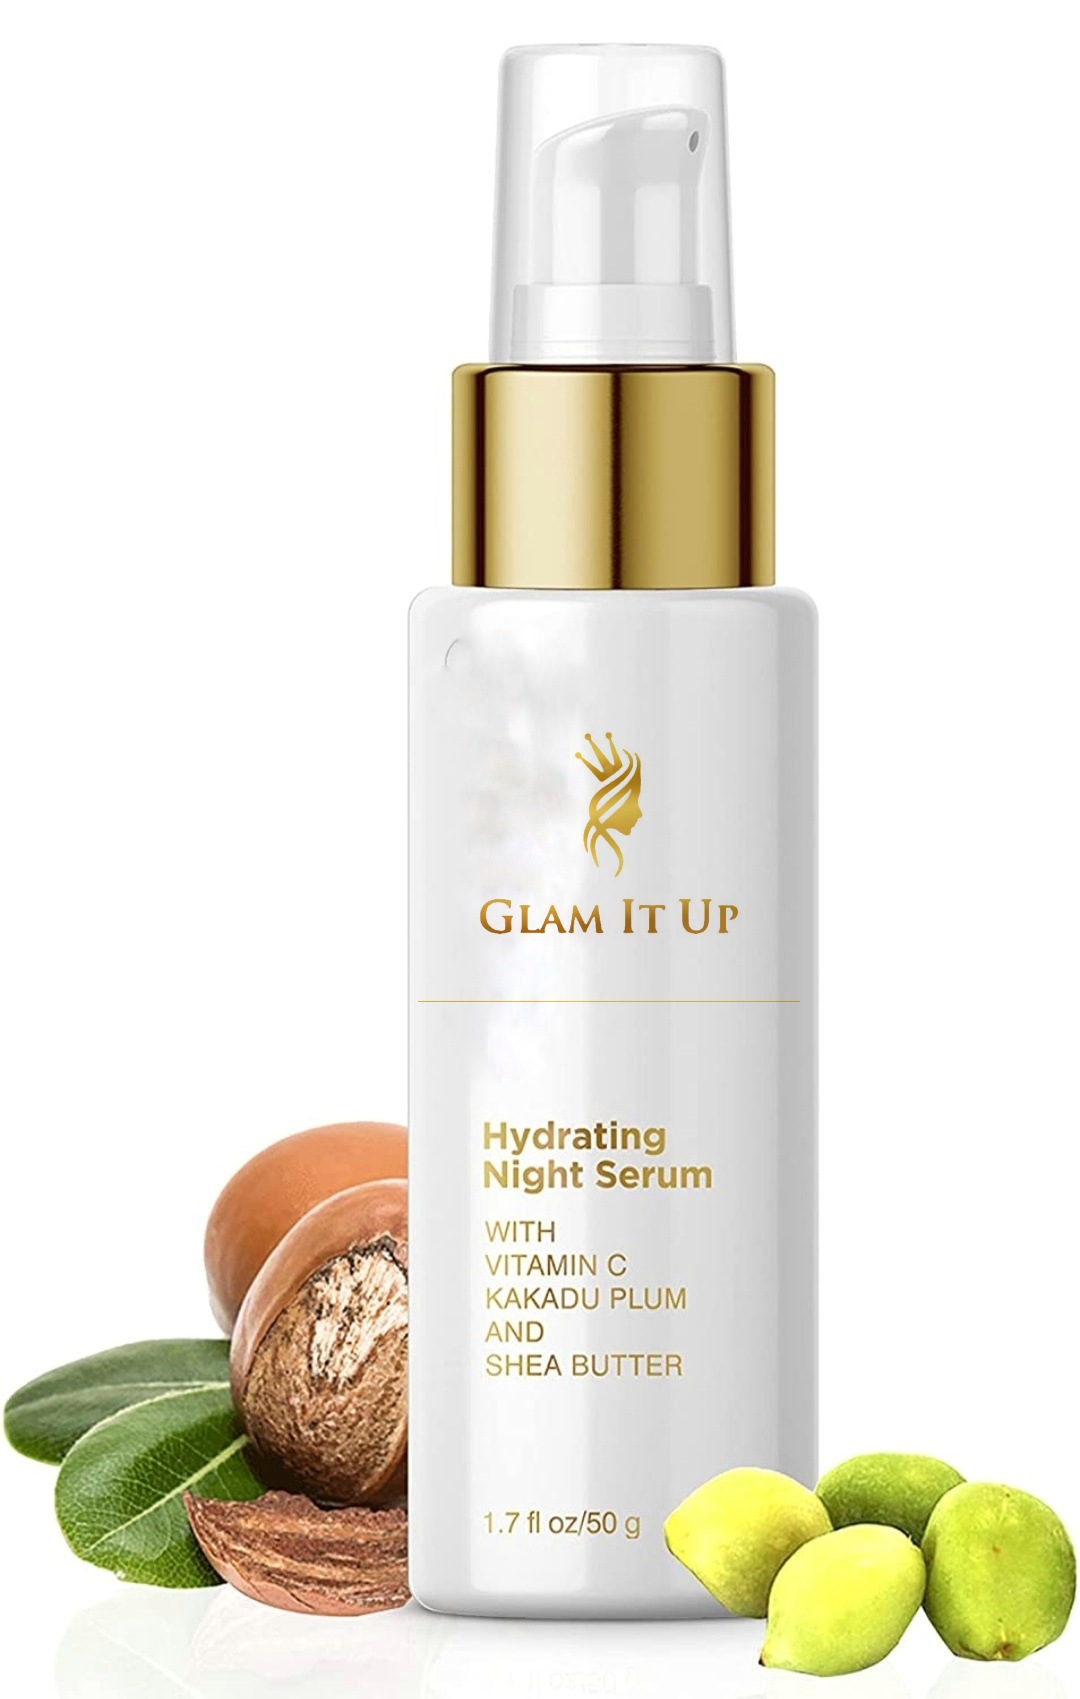 GLAM IT UP
Hydrating
Night Serum
WITH
VITAMIN C
KAKADU PLUM
AND
SHEA BUTTER
1.7 fl oz/50 g